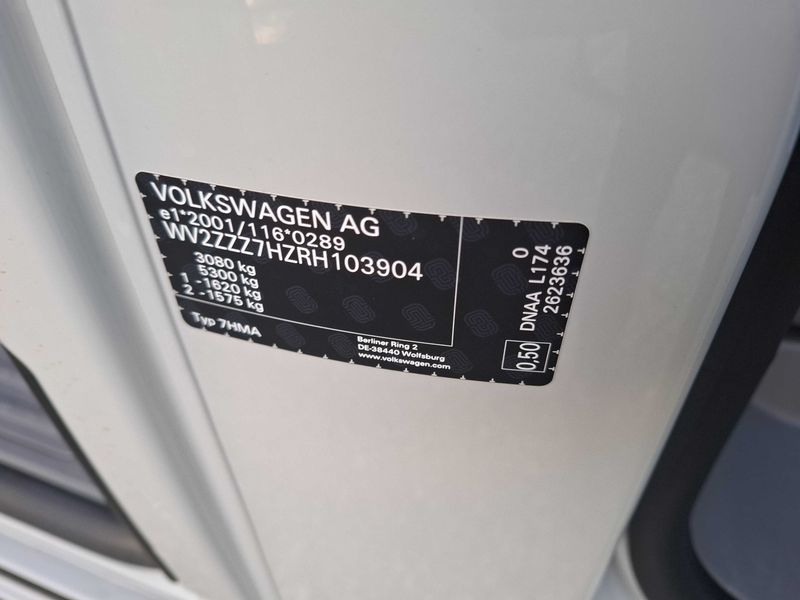 VOLKSWAGEN AG
e1*2001/116*0289
WV2ZZZ7HZRH103904
3080 kg
5300 kg
1 -1620 kg
2 -1575 kg
Typ 7HMA
Berliner Ring 2
DE-38440 Wolfsburg
www.volkswagen.com
0,50
DNAA L174 0
2623636